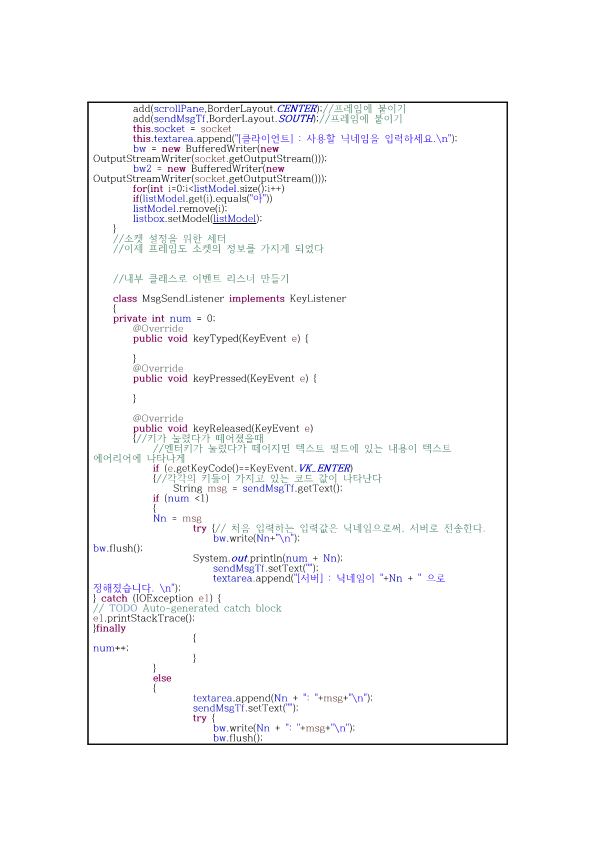 add(scrollPane,BorderLayout.CENTER);//프레임에 붙이기
add(sendMsgTf,BorderLayout.SOUTH);//프레임에 붙이기
this.socket = socket
this.textarea.append("[클라이언트] : 사용할 닉네임을 입력하세요.\n");
bw = new BufferedWriter(new
OutputStreamWriter(socket.getOutputStream()));
bw2 = new BufferedWriter(new
OutputStreamWriter(socket.getOutputStream()));
for(int i=0;i<listModel.size();i++)
if(listModel.get(i).equals("아"))
listModel.remove(i);
listbox.setModel(listModel);
}
//소켓 설정을 위한 세터
//이제 프레임도 소켓의 정보를 가지게 되었다
//내부 클래스로 이벤트 리스너 만들기
class MsgSendListener implements KeyListener
{
private int num = 0;
@Override
public void keyTyped(KeyEvent e) {
}
@Override
public void keyPressed(KeyEvent e) {
}
@Override
public void keyReleased(KeyEvent e)
{//키가 눌렸다가 떼어졌을때
//엔터키가 눌렸다가 떼어지면 텍스트 필드에 있는 내용이 텍스트
에어리어에 나타나게
if (e.getKeyCode()==KeyEvent.VK_ENTER)
{//각각의 키들이 가지고 있는 코드 값이 나타난다
String msg = sendMsgTf.getText();
if (num <1)
{
Nn = msg
try {// 처음 입력하는 입력값은 닉네임으로써, 서버로 전송한다.
bw.write(Nn+"\n");
bw.flush();
System.out.println(num + Nn);
sendMsgTf.setText("");
textarea.append("[서버] : 닉네임이 "+Nn + " 으로
정해졌습니다. \n");
} catch (IOException e1) {
// TODO Auto-generated catch block
e1.printStackTrace();
}finally
{
num++;
}
}
else
{
textarea.append(Nn + ": "+msg+"\n");
sendMsgTf.setText("");
try {
bw.write(Nn + ": "+msg+"\n");
bw.flush();